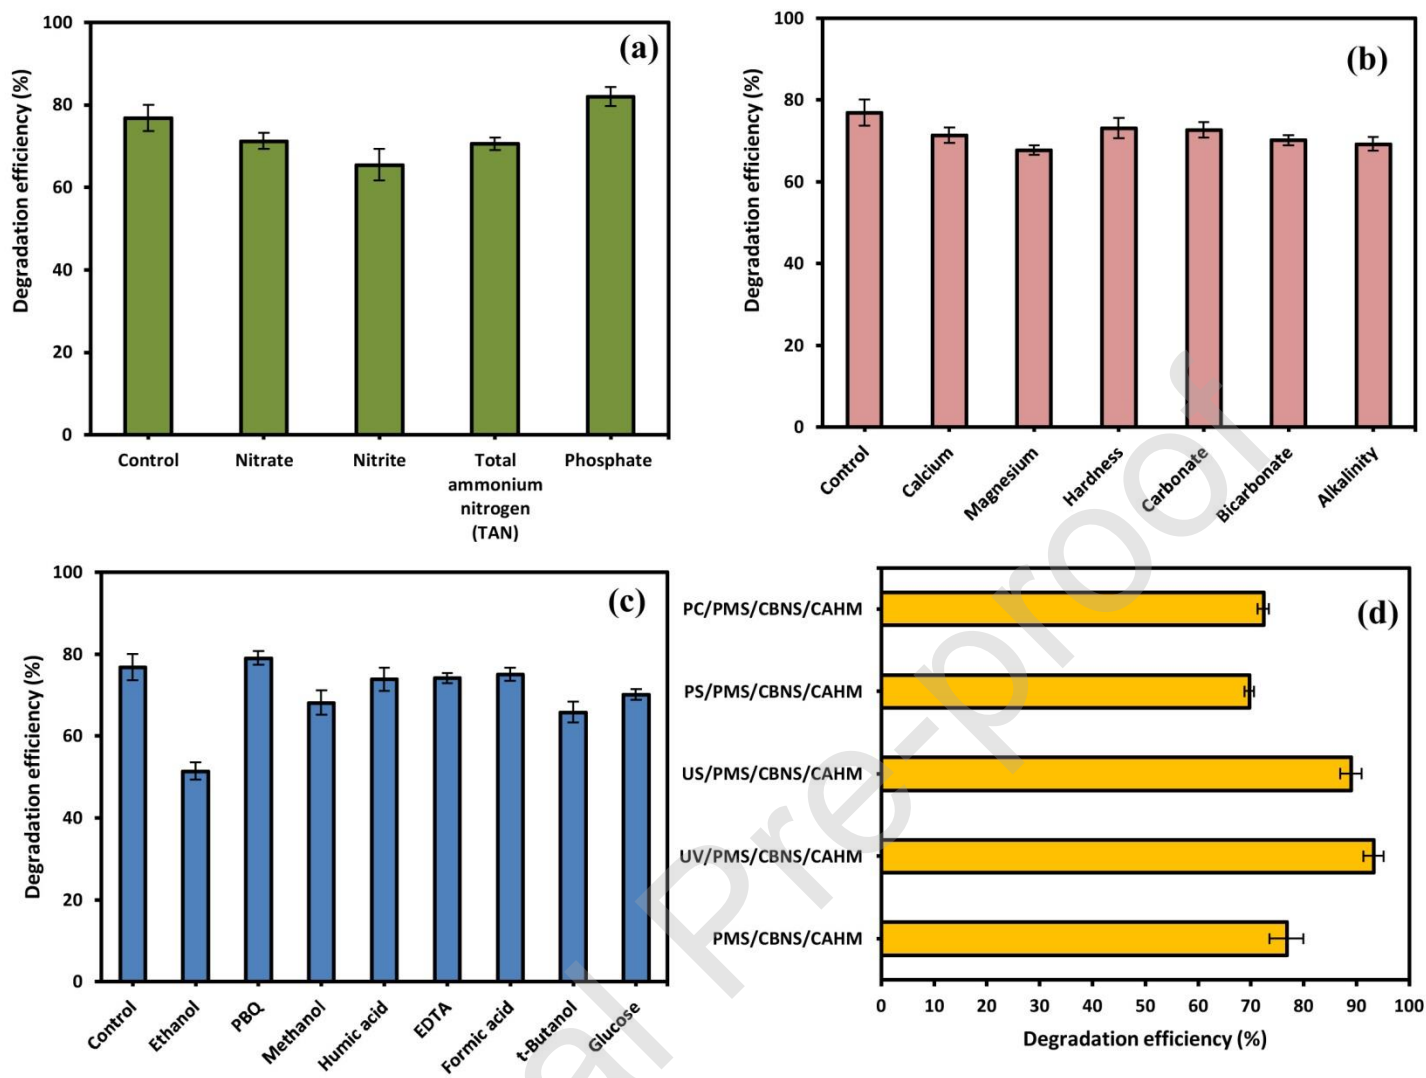 (a)
Degradation efficiency (%)
100
80
60
40
20
0
Control
Nitrate
Nitrite
Total
ammonium
nitrogen
(TAN)
Phosphate
(b)
Degradation efficiency (%)
100
80
60
40
20
0
Control
Calcium
Magnesium
Hardness
Carbonate
Bicarbonate
Alkalinity
(c)
Degradation efficiency (%)
100
80
60
40
20
0
Control
Ethanol
PBQ
Methanol
Humic acid
EDTA
Formic acid
t-Butanol
Glucose
(d)
PC/PMS/CBNS/CAHM
PS/PMS/CBNS/CAHM
US/PMS/CBNS/CAHM
UV/PMS/CBNS/CAHM
PMS/CBNS/CAHM
0 10 20 30 40 50 60 70 80 90 100
Degradation efficiency (%)
al Pre-proof